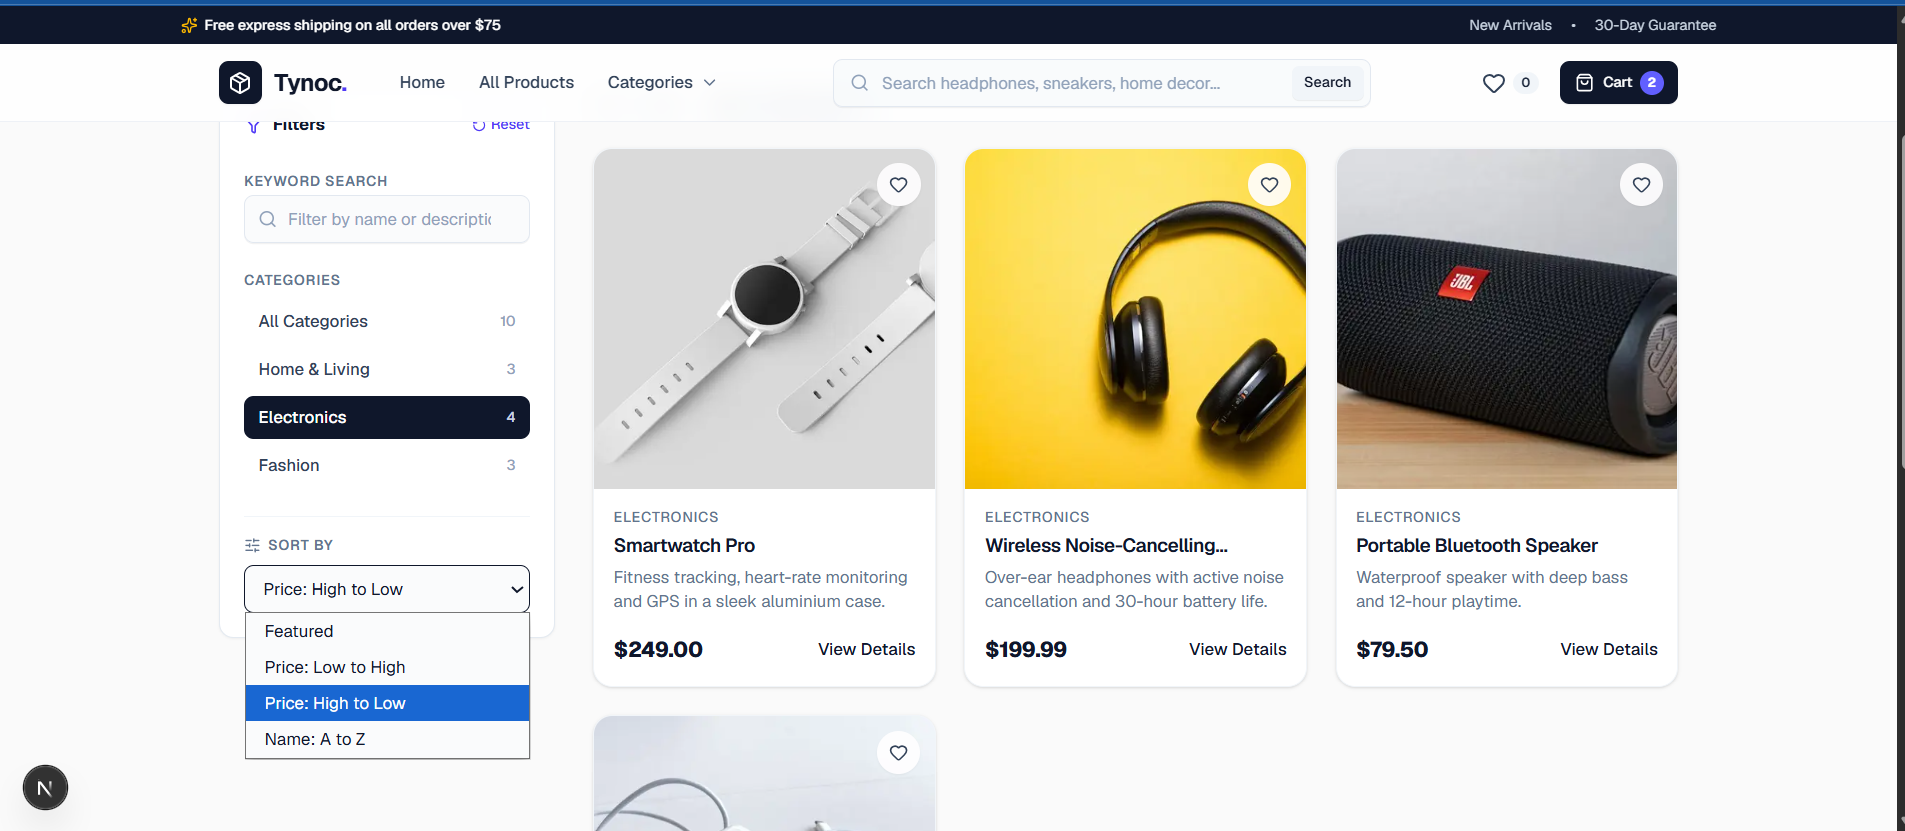 Free express shipping on all orders over $75
New Arrivals • 30-Day Guarantee
Tynoc.
Home
All Products
Categories
Search headphones, sneakers, home decor...
Search
0
Cart 2
Filters
Reset
KEYWORD SEARCH
Filter by name or descriptic
CATEGORIES
All Categories 10
Home & Living 3
Electronics 4
Fashion 3
SORT BY
Price: High to Low
Featured
Price: Low to High
Price: High to Low
Name: A to Z
N
ELECTRONICS
Smartwatch Pro
Fitness tracking, heart-rate monitoring
and GPS in a sleek aluminium case.
$249.00
View Details
ELECTRONICS
Wireless Noise-Cancelling...
Over-ear headphones with active noise
cancellation and 30-hour battery life.
$199.99
View Details
JBL
ELECTRONICS
Portable Bluetooth Speaker
Waterproof speaker with deep bass
and 12-hour playtime.
$79.50
View Details